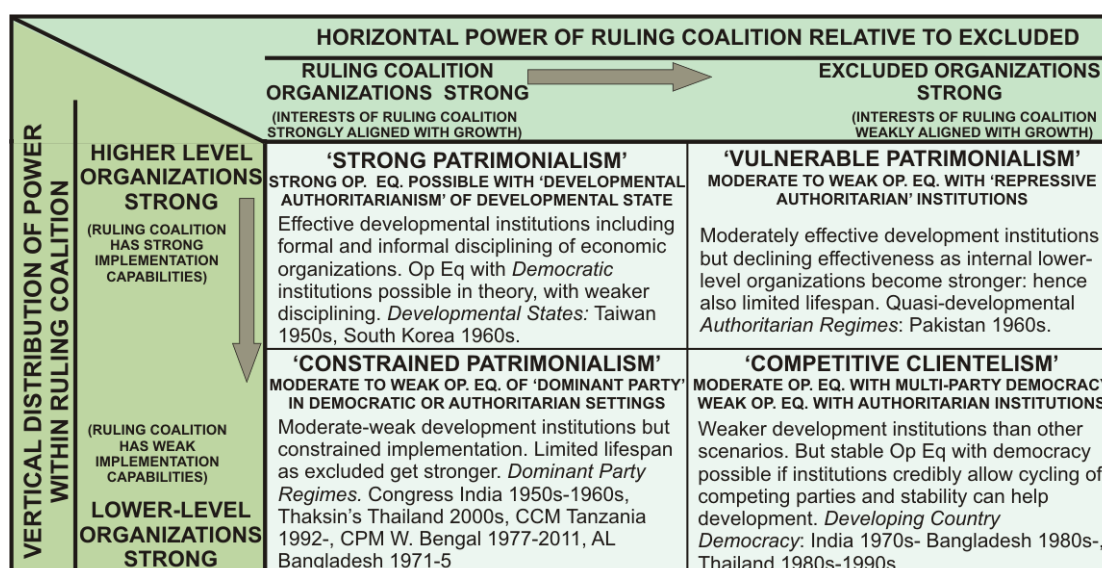 HORIZONTAL POWER OF RULING COALITION RELATIVE TO EXCLUDED
RULING COALITION
ORGANIZATIONS STRONG
(INTERESTS OF RULING COALITION
STRONGLY ALIGNED WITH GROWTH)
EXCLUDED ORGANIZATIONS
STRONG
(INTERESTS OF RULING COALITION
WEAKLY ALIGNED WITH GROWTH)
VERTICAL DISTRIBUTION OF POWER
WITHIN RULING COALITION
HIGHER LEVEL
ORGANIZATIONS
STRONG
(RULING COALITION
HAS STRONG
IMPLEMENTATION
CAPABILITIES)
‘STRONG PATRIMONIALISM’
STRONG OP. EQ. POSSIBLE WITH ‘DEVELOPMENTAL
AUTHORITARIANISM’ OF DEVELOPMENTAL STATE
Effective developmental institutions including
formal and informal disciplining of economic
organizations. Op Eq with Democratic
institutions possible in theory, with weaker
disciplining. Developmental States: Taiwan
1950s, South Korea 1960s.
‘VULNERABLE PATRIMONIALISM’
MODERATE TO WEAK OP. EQ. WITH ‘REPRESSIVE
AUTHORITARIAN’ INSTITUTIONS
Moderately effective development institutions
but declining effectiveness as internal lower-
level organizations become stronger: hence
also limited lifespan. Quasi-developmental
Authoritarian Regimes: Pakistan 1960s.
(RULING COALITION
HAS WEAK
IMPLEMENTATION
CAPABILITIES)
LOWER-LEVEL
ORGANIZATIONS
STRONG
‘CONSTRAINED PATRIMONIALISM’
MODERATE TO WEAK OP. EQ. OF ‘DOMINANT PARTY’
IN DEMOCRATIC OR AUTHORITARIAN SETTINGS
Moderate-weak development institutions but
constrained implementation. Limited lifespan
as excluded get stronger. Dominant Party
Regimes. Congress India 1950s-1960s,
Thaksin’s Thailand 2000s, CCM Tanzania
1992-, CPM W. Bengal 1977-2011, AL
Bangladesh 1971-5
‘COMPETITIVE CLIENTELISM’
MODERATE OP. EQ. WITH MULTI-PARTY DEMOCRACY
WEAK OP. EQ. WITH AUTHORITARIAN INSTITUTIONS
Weaker development institutions than other
scenarios. But stable Op Eq with democracy
possible if institutions credibly allow cycling of
competing parties and stability can help
development. Developing Country
Democracy: India 1970s- Bangladesh 1980s-,
Thailand 1980s-1990s